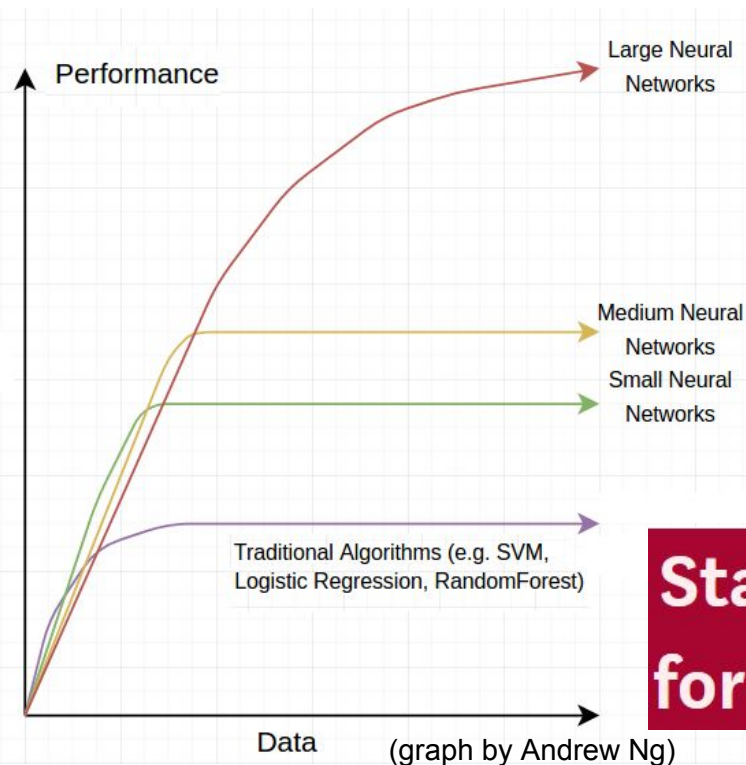 Performance
Large Neural
Networks
Medium Neural
Networks
Small Neural
Networks
Traditional Algorithms (e.g. SVM,
Logistic Regression, RandomForest)
Data
(graph by Andrew Ng)
for